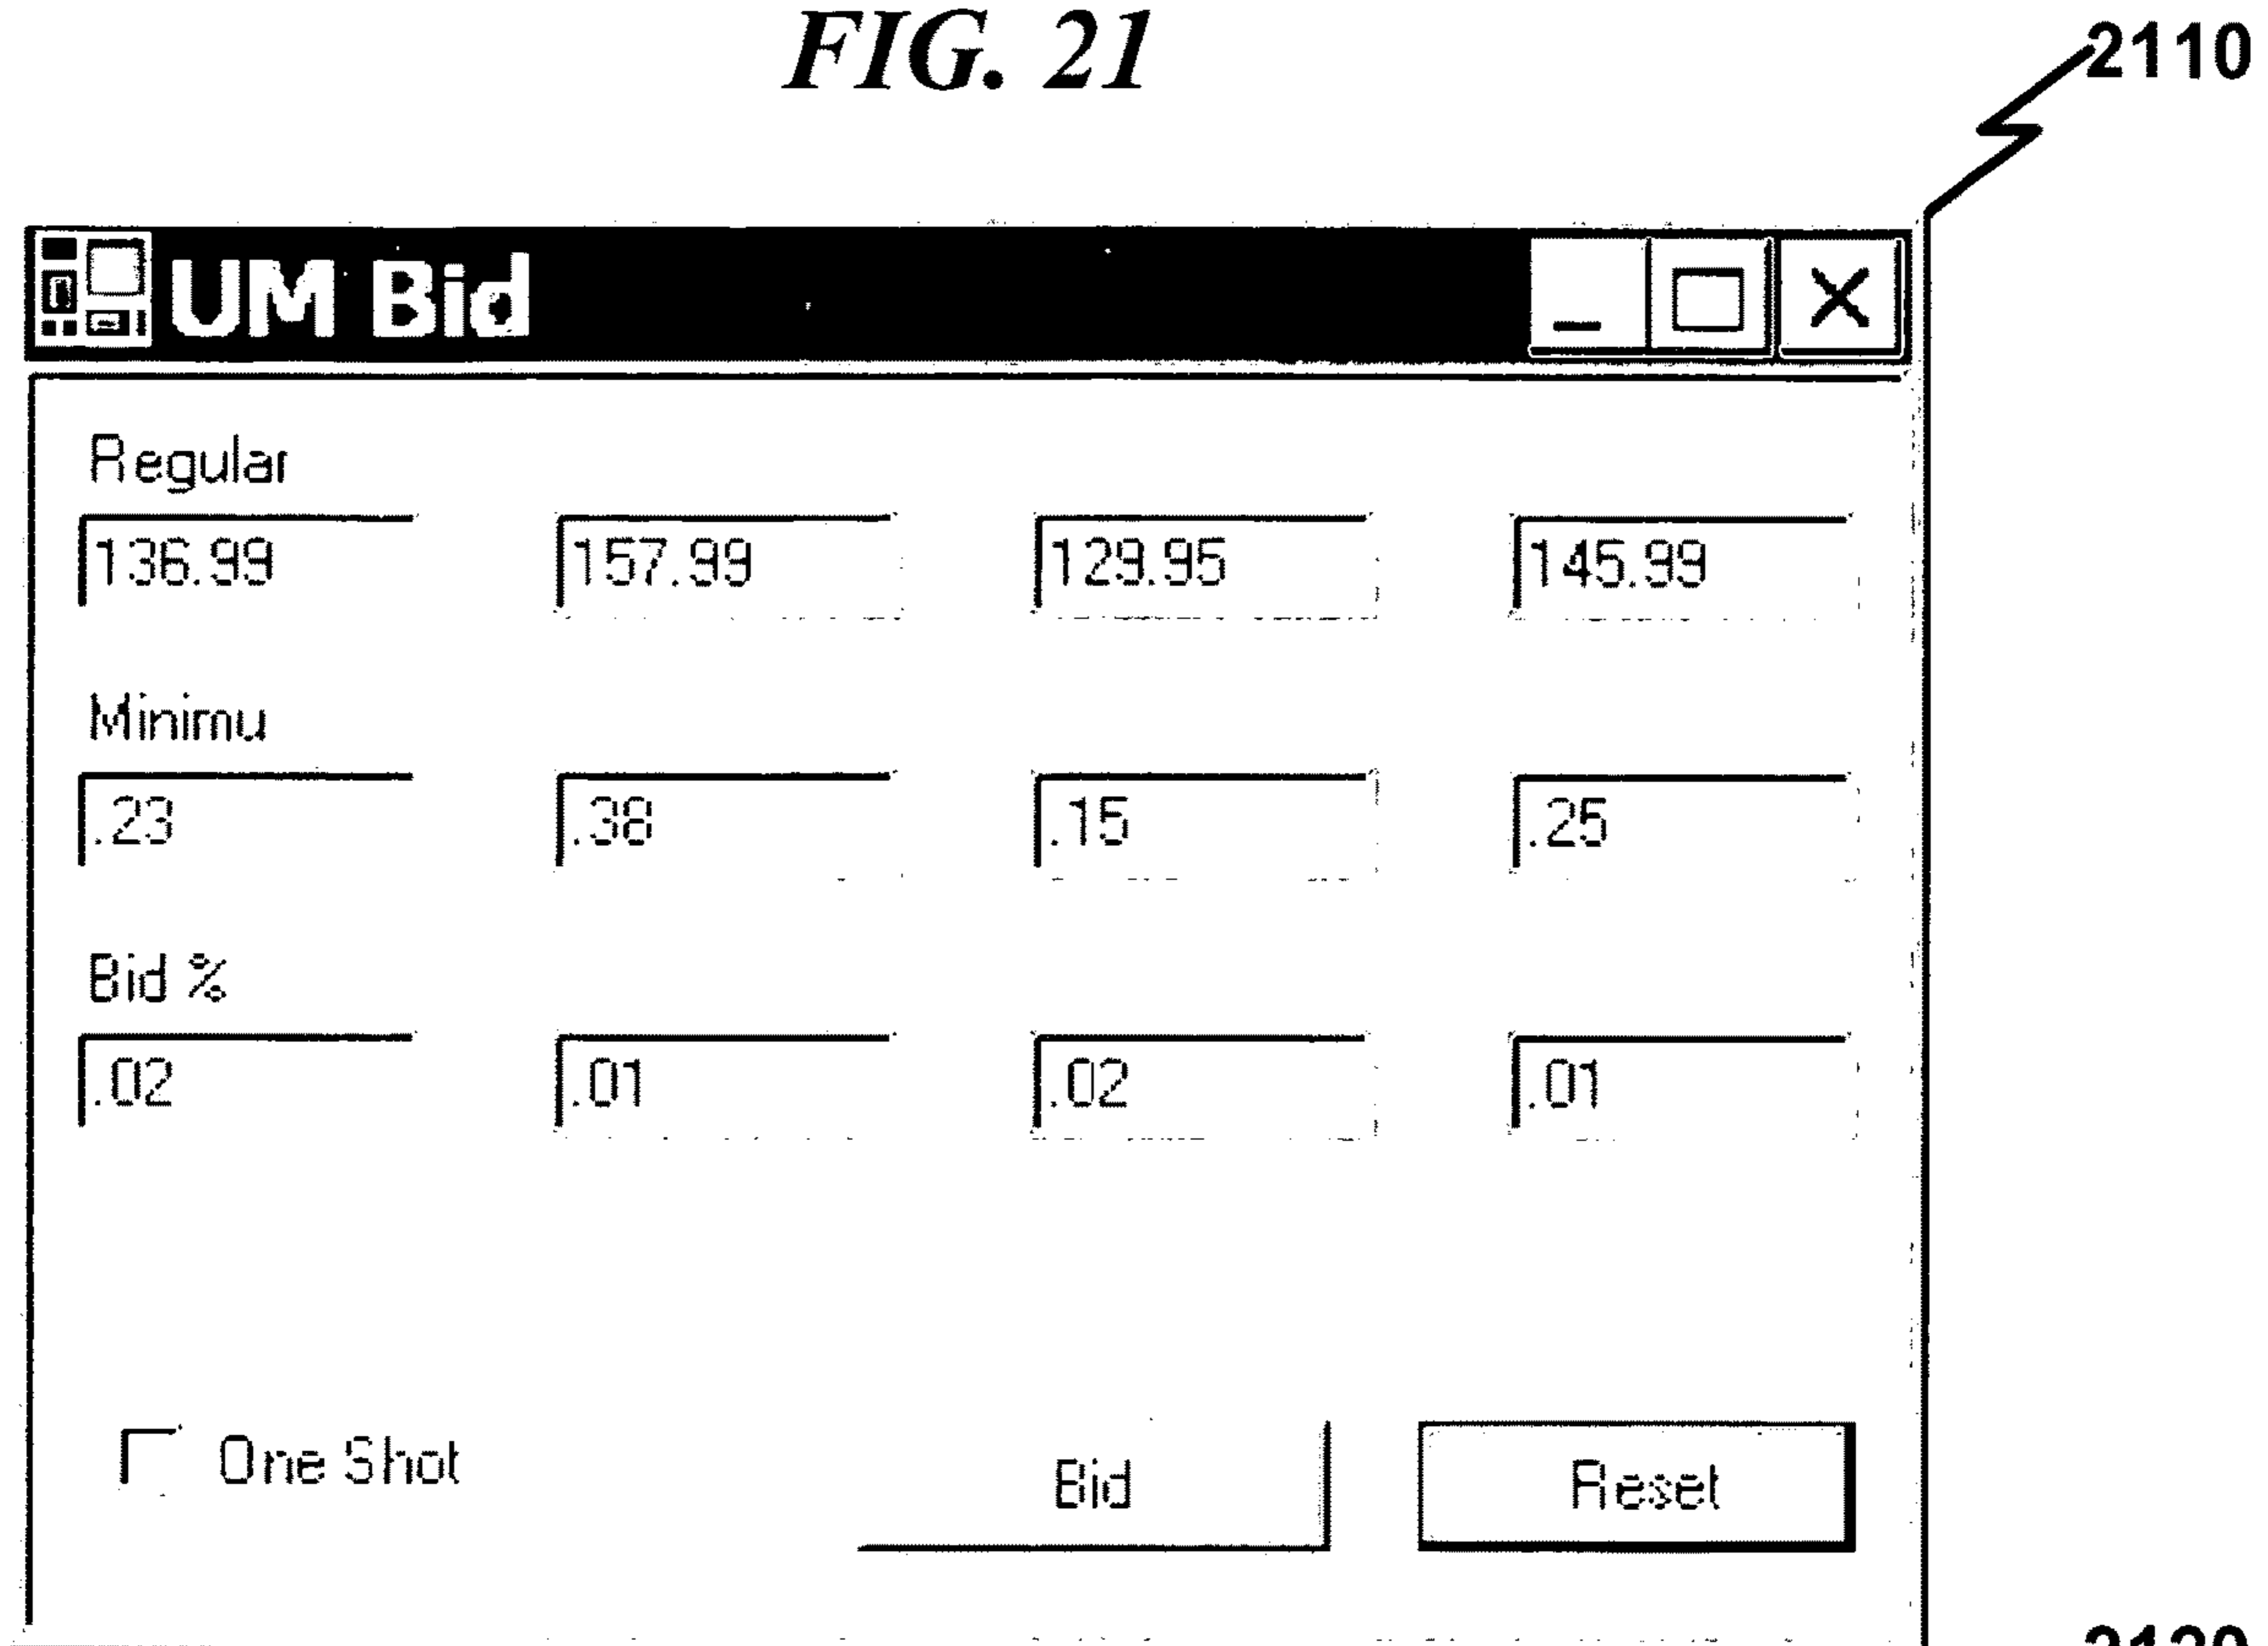 FIG. 21
2110
UM Bid
Regular
136.99 157.99 129.95 145.99
Minimu
.23 .38 .15 .25
Bid %
.02 .01 .02 .01
One Shot Bid Reset